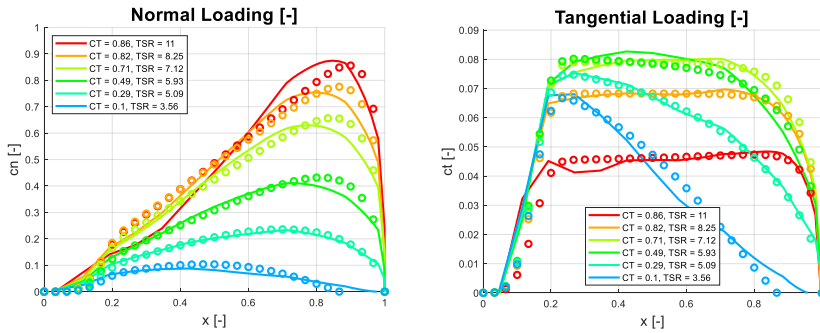 Normal Loading [-]
CT = 0.86, TSR = 11
CT = 0.82, TSR = 8.25
CT = 0.71, TSR = 7.12
CT = 0.49, TSR = 5.93
CT = 0.29, TSR = 5.09
CT = 0.1, TSR = 3.56
1
0.9
0.8
0.7
0.6
0.5
0.4
0.3
0.2
0.1
0
cn [-]
0
0.2
0.4
0.6
0.8
1
x [-]
Tangential Loading [-]
0.09
0.08
0.07
0.06
0.05
0.04
0.03
0.02
0.01
0
ct [-]
CT = 0.86, TSR = 11
CT = 0.82, TSR = 8.25
CT = 0.71, TSR = 7.12
CT = 0.49, TSR = 5.93
CT = 0.29, TSR = 5.09
CT = 0.1, TSR = 3.56
0
0.2
0.4
0.6
0.8
1
x [-]